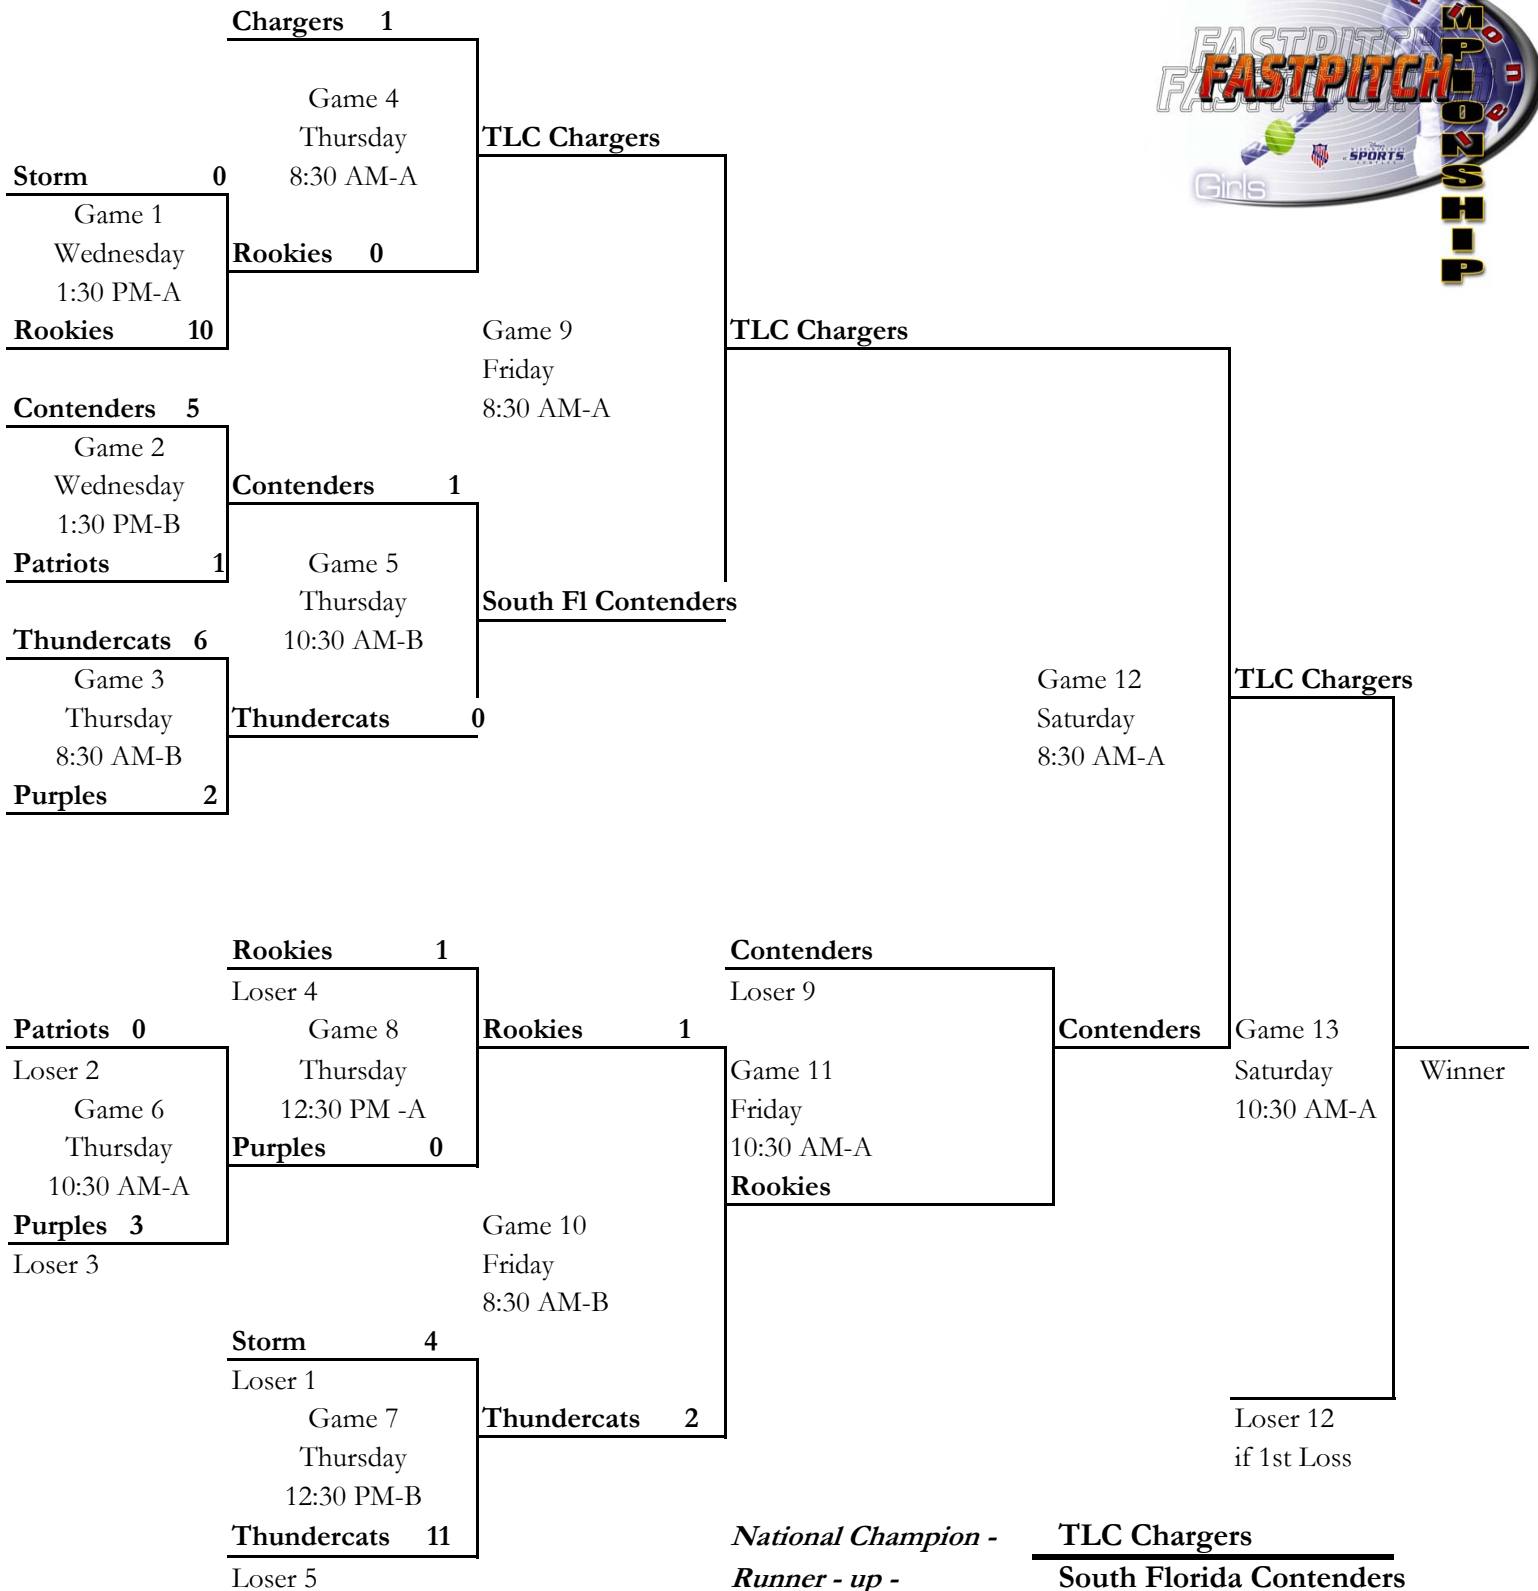 Chargers 1
Game 4
Thursday
8:30 AM-A
TLC Chargers
Storm 0
Game 1
Wednesday
1:30 PM-A
Rookies 0
Rookies 10
Game 9
Friday
8:30 AM-A
TLC Chargers
Contenders 5
Game 2
Wednesday
1:30 PM-B
Contenders 1
Patriots 1
Game 5
Thursday
10:30 AM-B
South Fl Contenders
Thundercats 6
Game 3
Thursday
8:30 AM-B
Thundercats 0
Purples 2
Game 12
Saturday
8:30 AM-A
TLC Chargers
Rookies 1
Loser 4
Game 8
Thursday
12:30 PM -A
Patriots 0
Loser 2
Game 6
Thursday
10:30 AM-A
Purples 0
Purples 3
Loser 3
Rookies 1
Contenders
Loser 9
Game 11
Friday
10:30 AM-A
Rookies
Contenders
Game 13
Saturday
10:30 AM-A
Winner
Game 10
Friday
8:30 AM-B
Storm 4
Loser 1
Game 7
Thursday
12:30 PM-B
Thundercats 11
Loser 5
Thundercats 2
Loser 12
if 1st Loss
National Champion - TLC Chargers
Runner - up - South Florida Contenders
FASTPITCH
FASTPITCH
SPORTS
Girls
MPIONSHIP